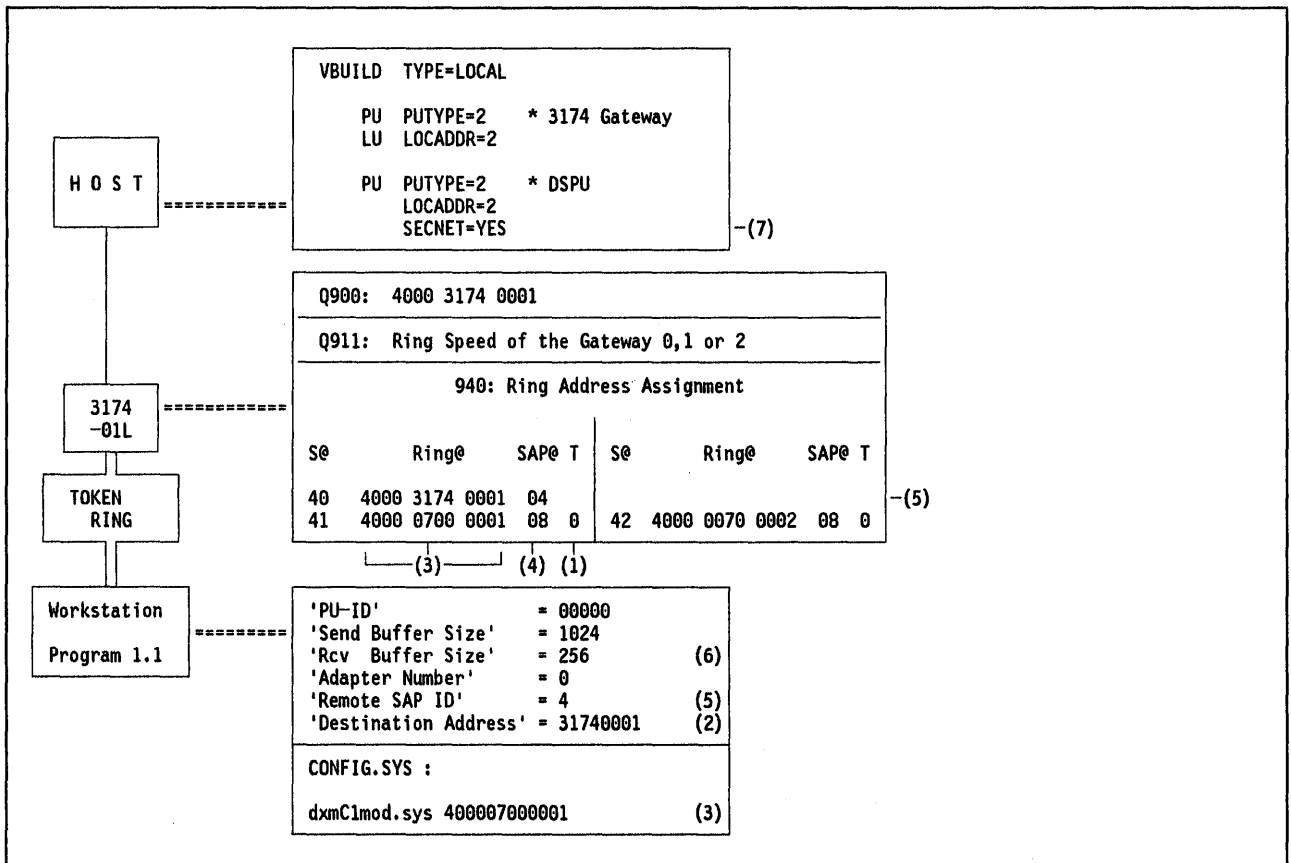 VBUILD TYPE=LOCAL
PU PUTYPE=2 * 3174 Gateway
LU LOCADDR=2
PU PUTYPE=2 * DSPU
LOCADDR=2
SECNET=YES -(7)
H O S T ============
Q900: 4000 3174 0001
Q911: Ring Speed of the Gateway 0,1 or 2
940: Ring Address Assignment
S@ Ring@ SAP@ T S@ Ring@ SAP@ T
40 4000 3174 0001 04 -(5)
41 4000 0700 0001 08 0 42 4000 0070 0002 08 0
(3) (4) (1)
3174
-01L ============
TOKEN
RING
Workstation
Program 1.1 =========
'PU-ID' = 00000
'Send Buffer Size' = 1024
'Rcv Buffer Size' = 256 (6)
'Adapter Number' = 0
'Remote SAP ID' = 4 (5)
'Destination Address' = 31740001 (2)
CONFIG.SYS :
dxmC1mod.sys 400007000001 (3)